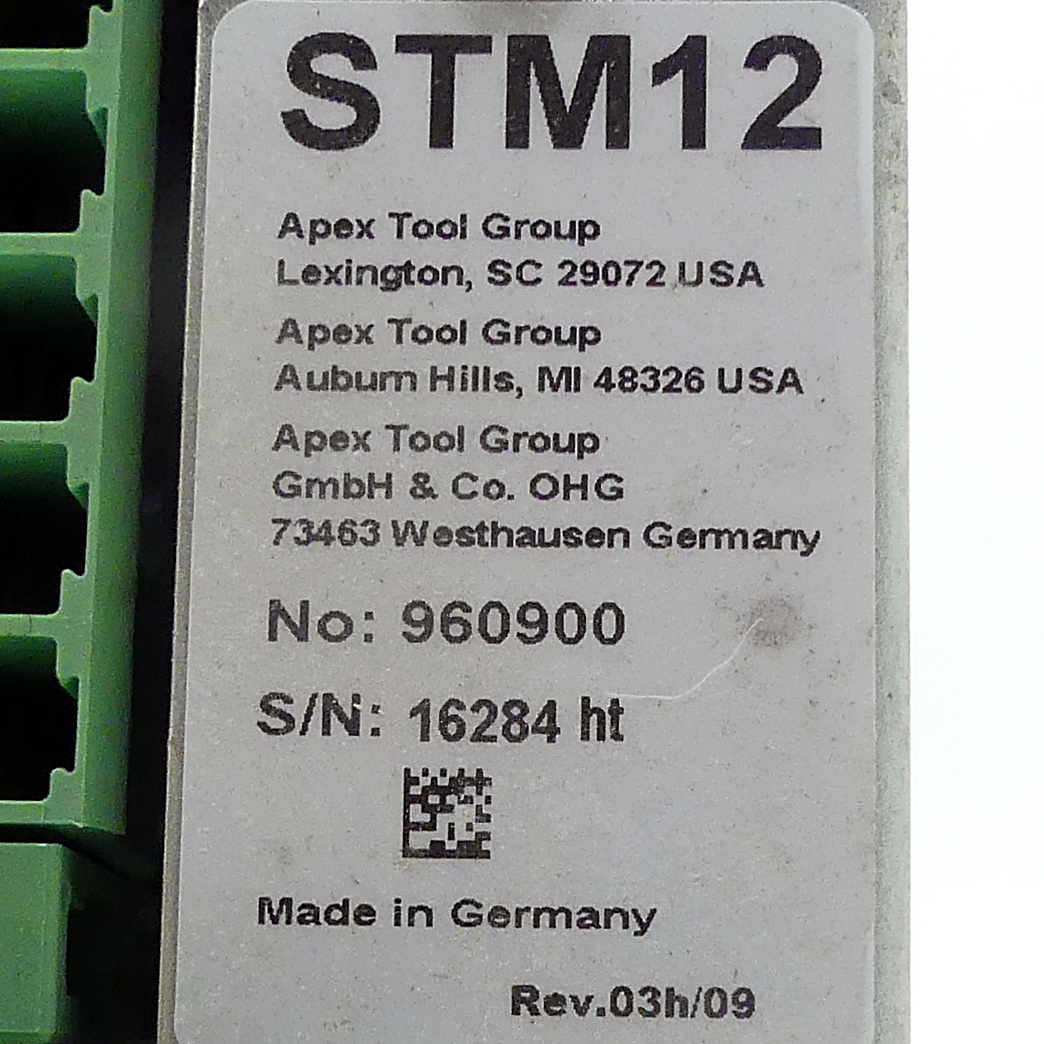 STM12
Apex Tool Group
Lexington, SC 29072 USA
Apex Tool Group
Auburn Hills, MI 48326 USA
Apex Tool Group
GmbH & Co. OHG
73463 Westhausen Germany
No: 960900
S/N: 16284 ht
Made in Germany
Rev.03h/09